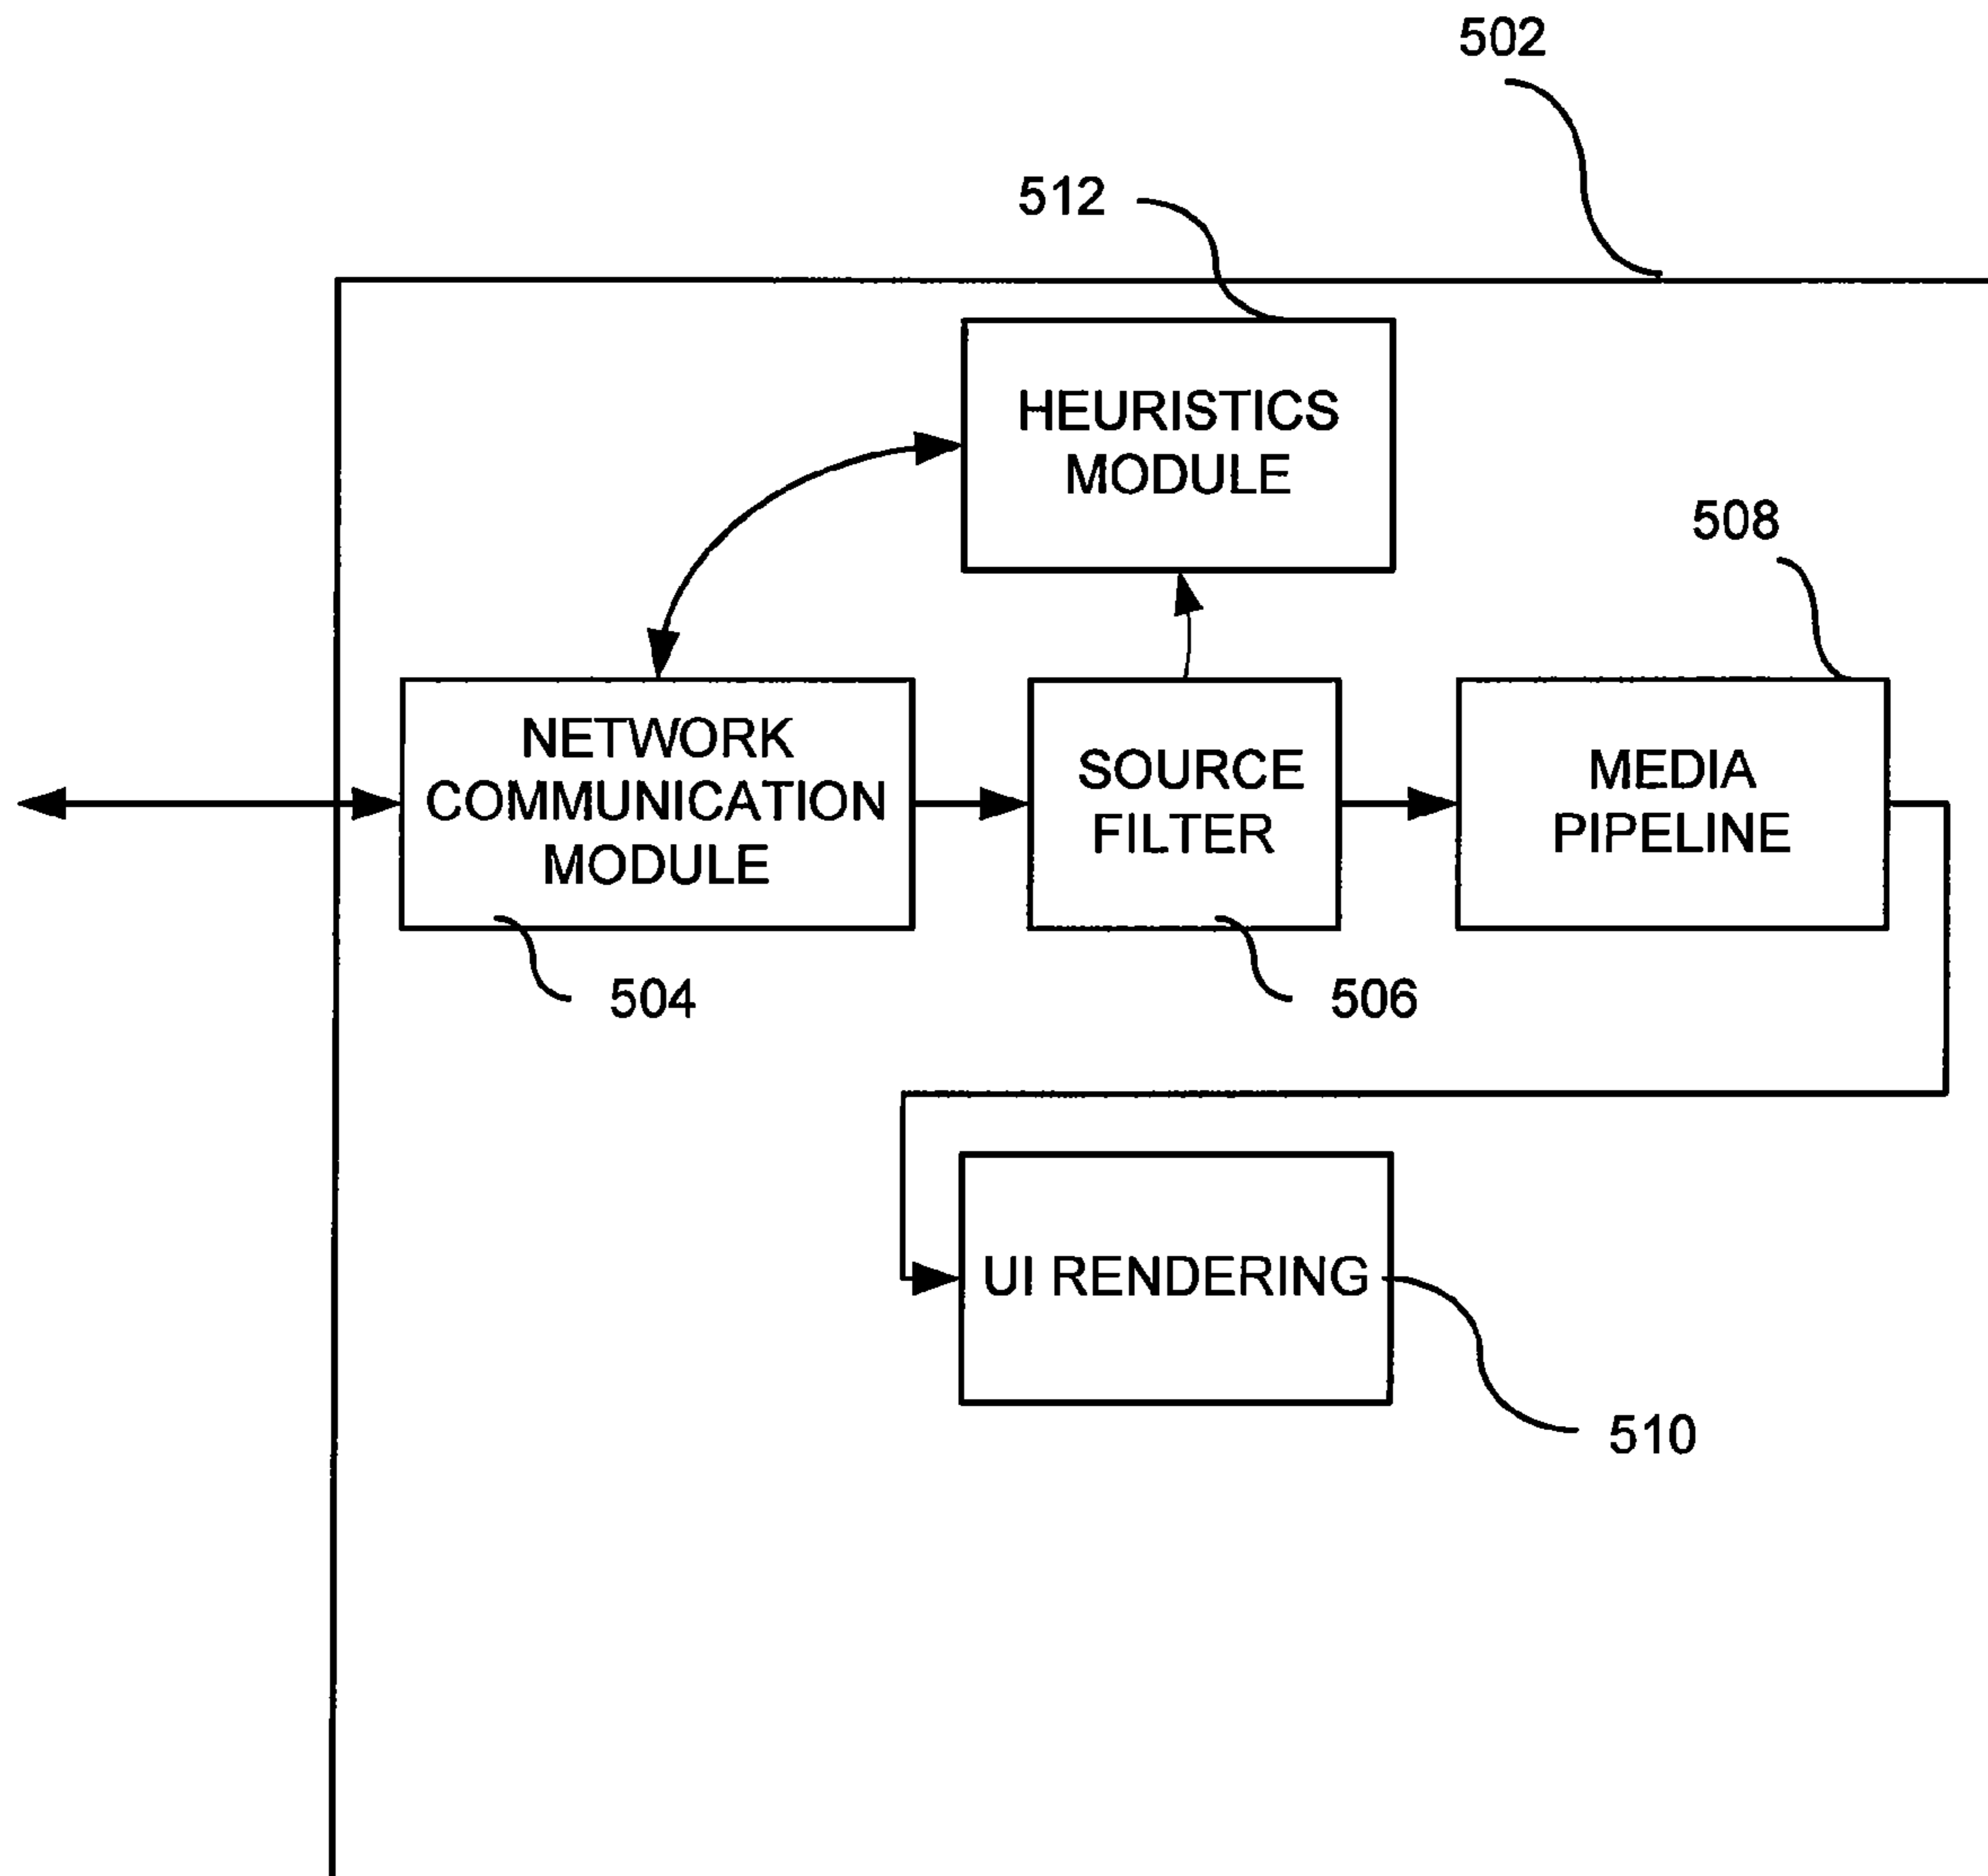 502
512
HEURISTICS
MODULE
508
NETWORK
COMMUNICATION
MODULE
SOURCE
FILTER
MEDIA
PIPELINE
504
506
UI RENDERING
510